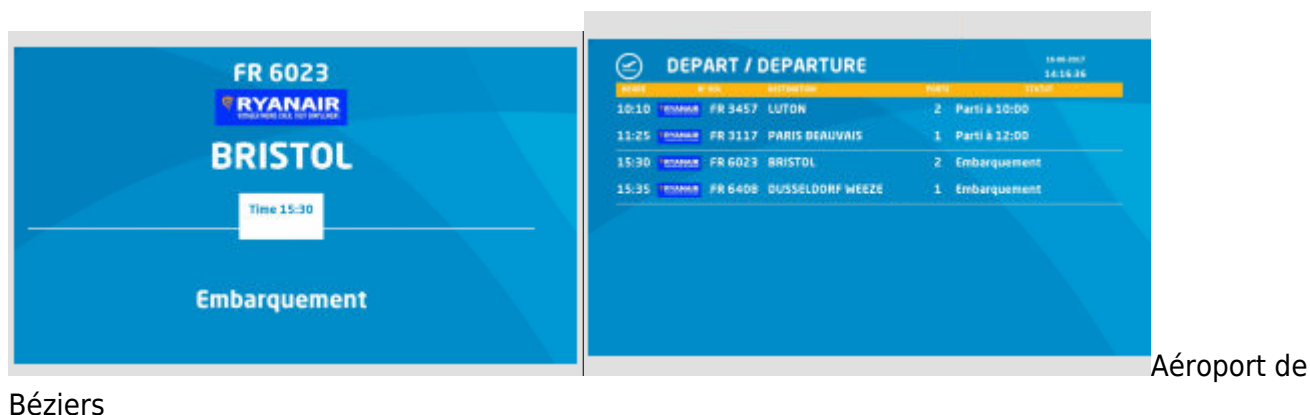 FR 6023
RYANAIR
BRISTOL
Time 15:30
Embarquement
DEPART / DEPARTURE
14:16:36
10:10 RYANAIR FR 3457 LUTON 2 Parti à 10:00
11:25 RYANAIR FR 3117 PARIS BEAUVAIS 1 Parti à 12:00
15:30 RYANAIR FR 6023 BRISTOL 2 Embarquement
15:35 RYANAIR FR 6408 DUSSELDORF WEEZE 1 Embarquement
Aéroport de
Béziers